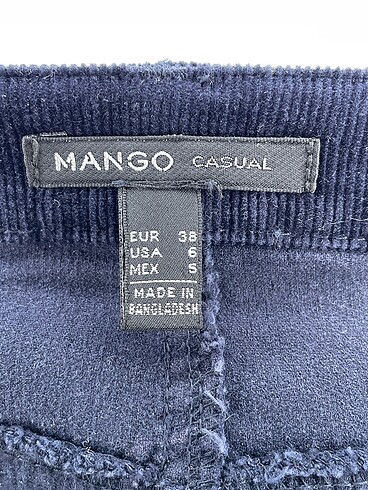 MANGO CASUAL
EUR 38
USA 6
MEX S
MADE IN
BANGLADESH